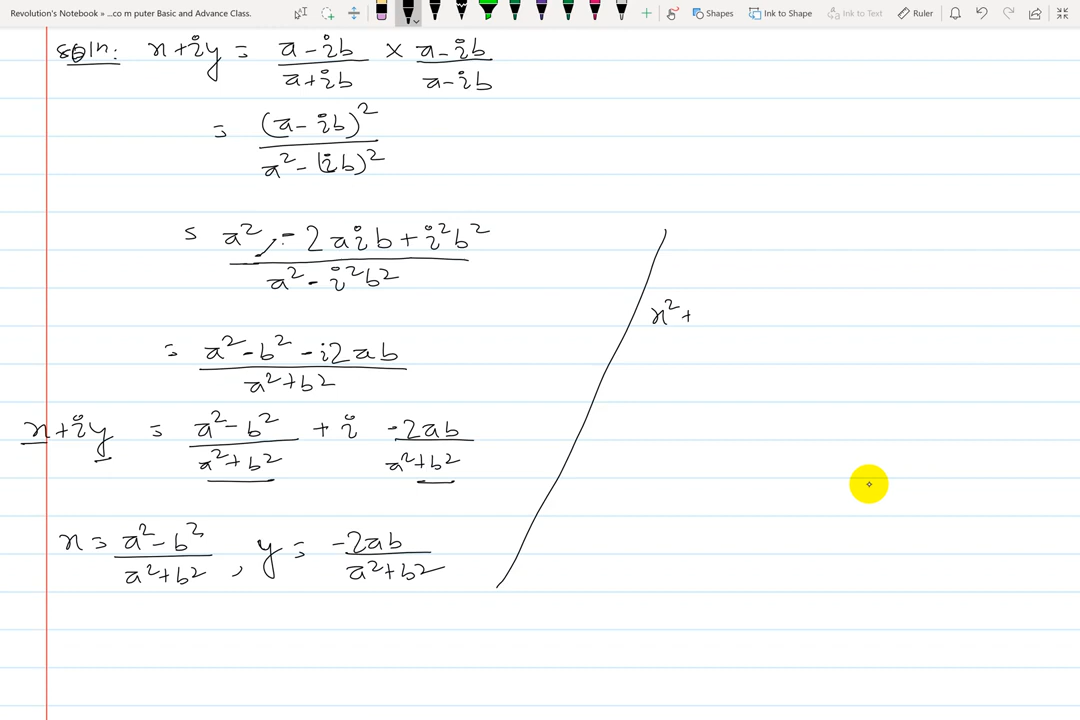 Revolution's Notebook » ...co m puter Basic and Advance Class.
Shapes
Ink to Shape
Ink to Text
Ruler
soln: x+iy = a-ib/a+ib × a-ib/a-ib
= (a-ib)²/a²-(ib)²
= a²-2aib+i²b²/a²-i²b²
x²+
= a²-b²-i2ab/a²+b²
x+iy = a²-b²/a²+b² + i -2ab/a²+b²
x = a²-b²/a²+b², y = -2ab/a²+b²